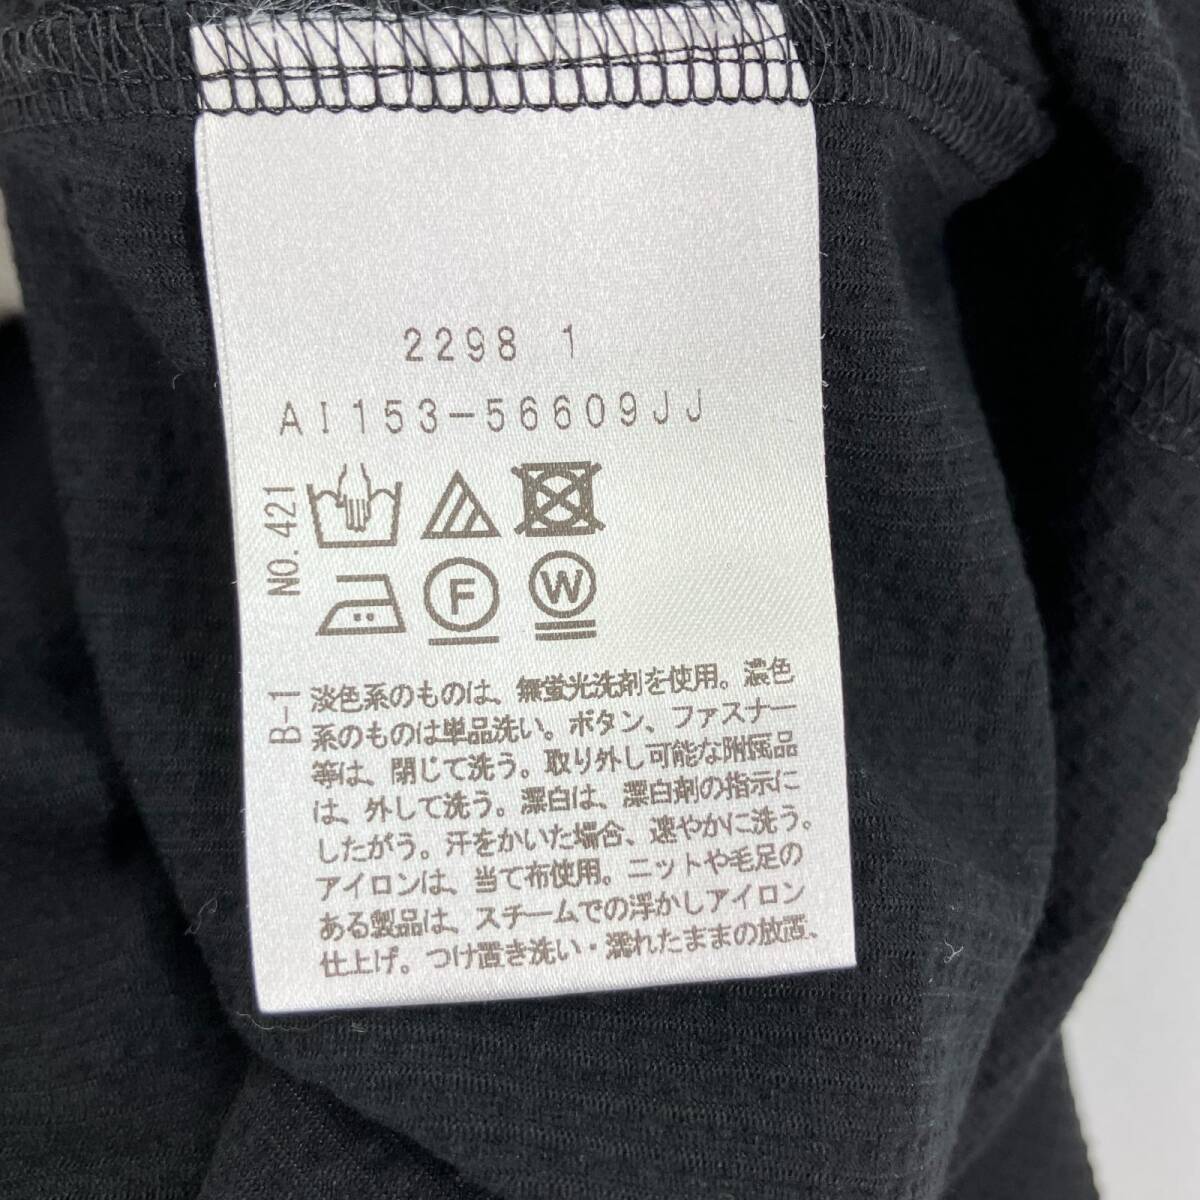 2298 1
AI153-56609JJ
NO.421
F
W
B-1
淡色系のものは、無蛍光洗剤を使用。濃色
系のものは単品洗い。ボタン、ファスナー
等は、閉じて洗う。取り外し可能な附属品
は、外して洗う。漂白は、漂白剤の指示に
したがう。汗をかいた場合、速やかに洗う。
アイロンは、当て布使用。ニットや毛足の
ある製品は、スチームでの浮かしアイロン
仕上げ。つけ置き洗い・濡れたままの放置、